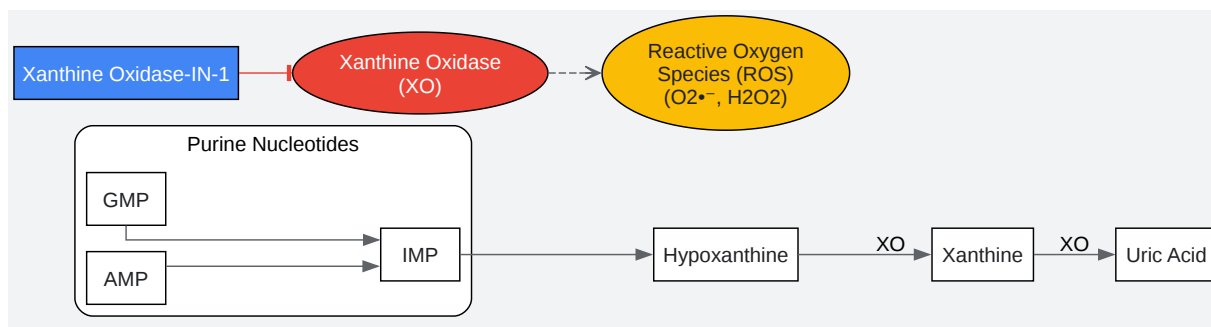 Xanthine Oxidase-IN-1
Xanthine Oxidase
(XO)
Reactive Oxygen
Species (ROS)
(O2•⁻, H2O2)
Purine Nucleotides
GMP
AMP
IMP
Hypoxanthine
XO
Xanthine
XO
Uric Acid